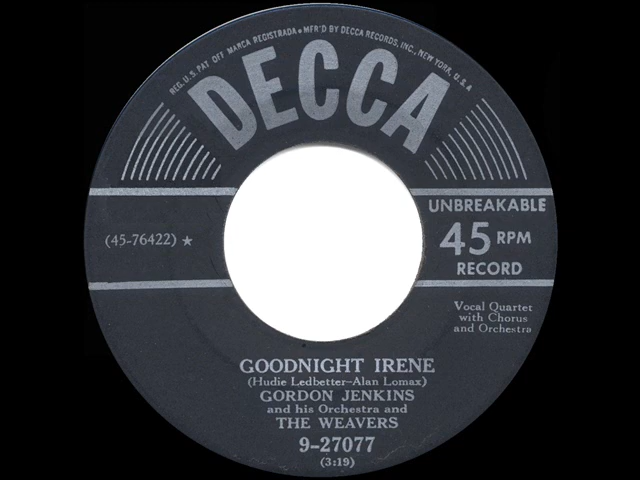 REG. U.S. PAT OFF MARCA REGISTRADA ★ MFR'D BY DECCA RECORDS, INC., NEW YORK, U.S.A
DECCA
UNBREAKABLE
45 RPM
RECORD
(45-76422) ★
Vocal Quartet
with Chorus
and Orchestra
GOODNIGHT IRENE
(Hudie Ledbetter-Alan Lomax)
GORDON JENKINS
and his Orchestra and
THE WEAVERS
9-27077
(3:19)